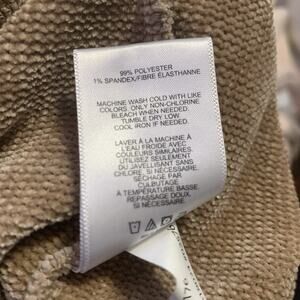 99% POLYESTER
1% SPANDEX/FIBRE ÉLASTHANNE
MACHINE WASH COLD WITH LIKE
COLORS. ONLY NON-CHLORINE
BLEACH WHEN NEEDED.
TUMBLE DRY LOW.
COOL IRON IF NEEDED.
LAVER À LA MACHINE À
L'EAU FROIDE AVEC
COULEURS SIMILAIRES.
UTILISEZ SEULEMENT
DU JAVELLISANT SANS
CHLORE, SI NÉCESSAIRE.
SÉCHAGE PAR
CULBUTAGE
À TEMPÉRATURE BASSE.
REPASSAGE DOUX,
SI NÉCESSAIRE.